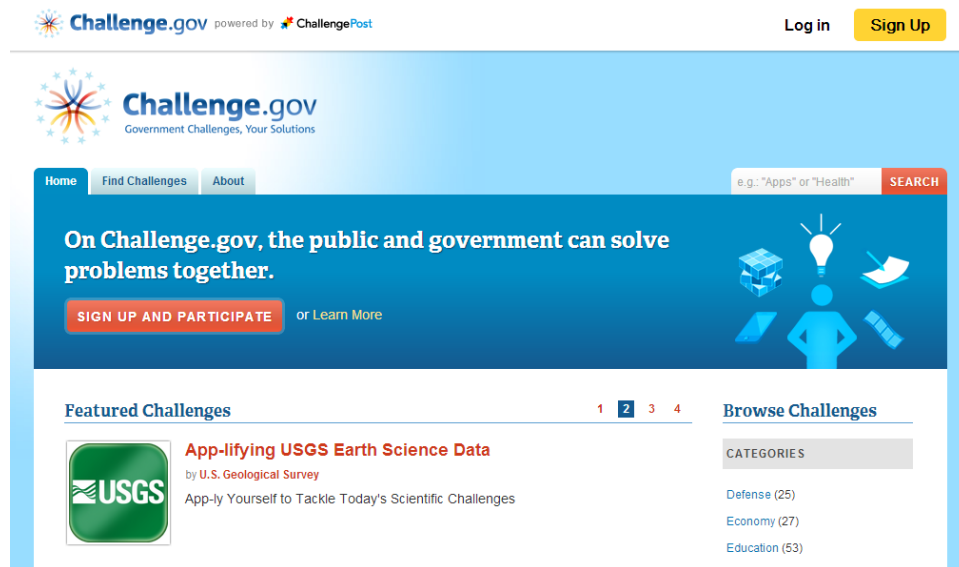 Challenge.gov powered by ChallengePost
Log in
Sign Up
Challenge.gov
Government Challenges, Your Solutions
Home
Find Challenges
About
e.g.: "Apps" or "Health"
SEARCH
On Challenge.gov, the public and government can solve
problems together.
SIGN UP AND PARTICIPATE
or Learn More
Featured Challenges
1 2 3 4
USGS
App-lifying USGS Earth Science Data
by U.S. Geological Survey
App-ly Yourself to Tackle Today's Scientific Challenges
Browse Challenges
CATEGORIES
Defense (25)
Economy (27)
Education (53)